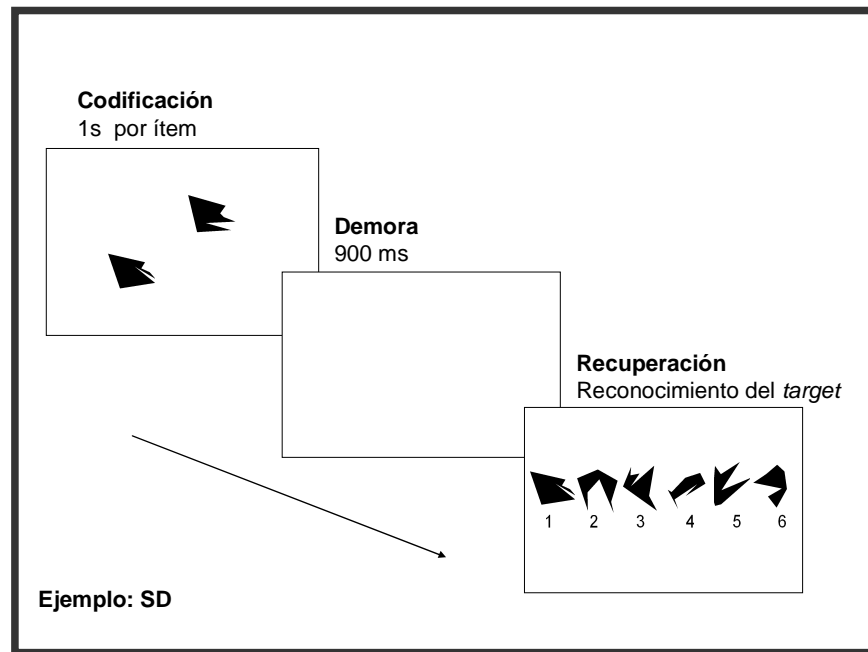 Codificación
1s por ítem
Demora
900 ms
Recuperación
Reconocimiento del target
1 2 3 4 5 6
Ejemplo: SD